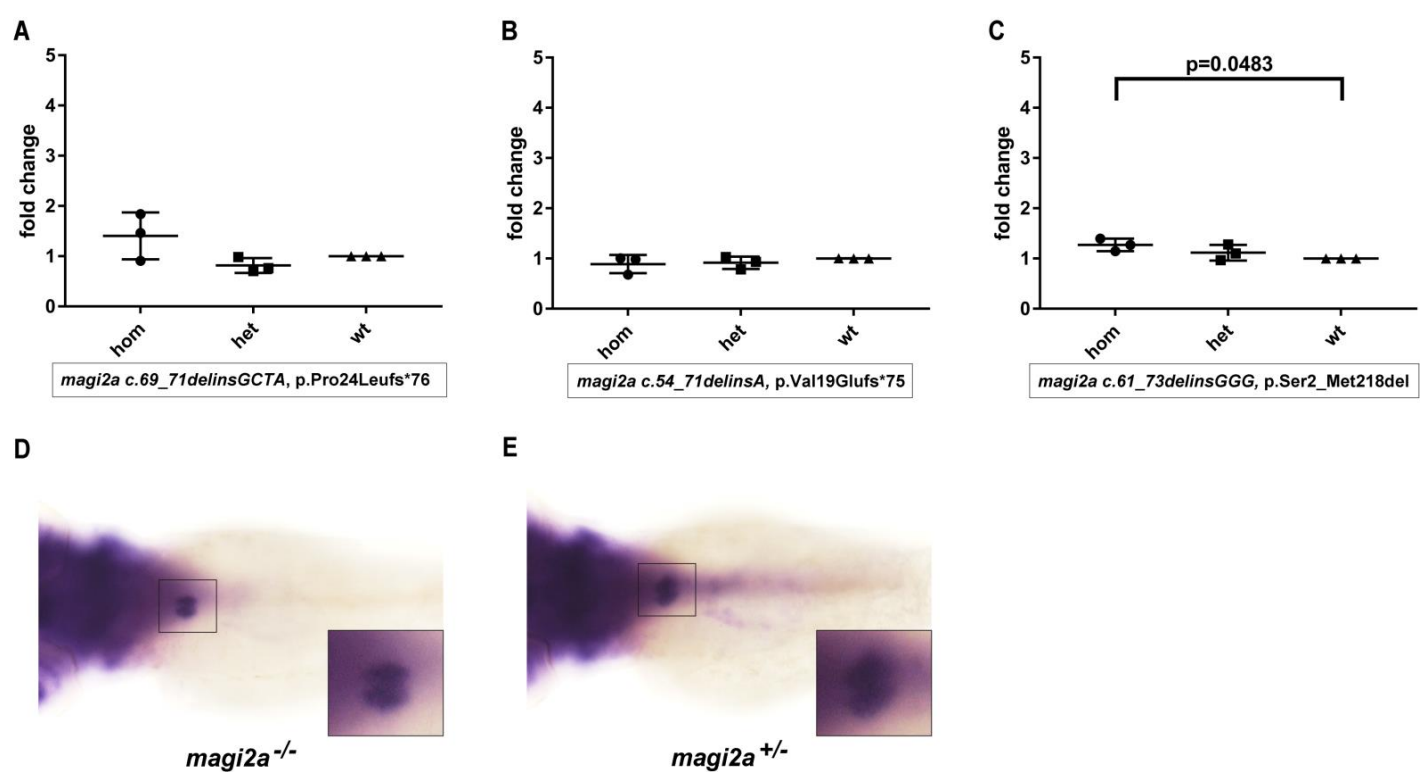 A
5
4
3
2
1
0
fold change
hom
het
wt
magi2a c.69_71delinsGCTA, p.Pro24Leufs*76
B
5
4
3
2
1
0
fold change
hom
het
wt
magi2a c.54_71delinsA, p.Val19Glufs*75
C
p=0.0483
5
4
3
2
1
0
fold change
hom
het
wt
magi2a c.61_73delinsGGG, p.Ser2_Met218del
D
magi2a -/-
E
magi2a +/-